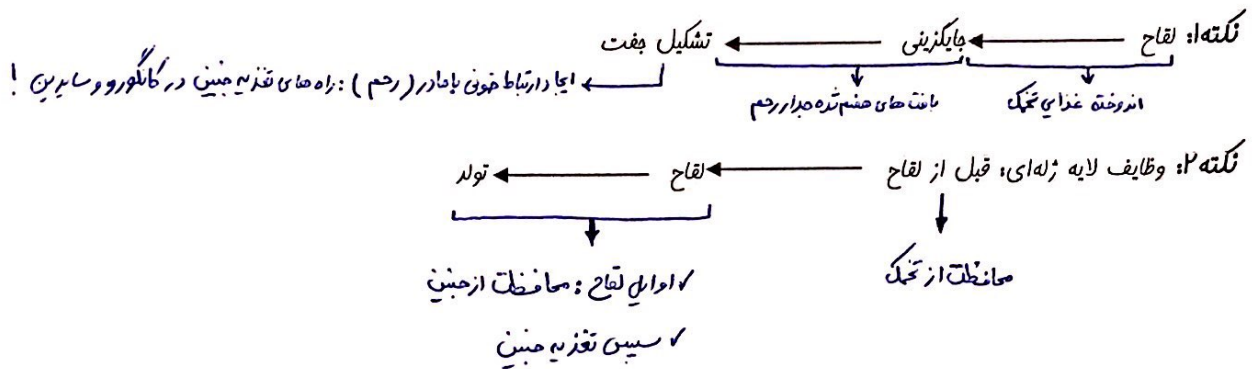 نکته۱: لقاح ← جایگزینی ← تشکیل جفت
اندوخته غذایی تخمک
بافت های هضم شده جدار رحم
ایجاد ارتباط خونی با مادر (رحم) : راه های تغذیه جنین در کانگورو و سایرین !
نکته۲: وظایف لایه ژله‌ای: قبل از لقاح ← لقاح ← تولد
محافظت از تخمک
✓ اوایل لقاح : محافظت از جنین
✓ سپس تغذیه جنین